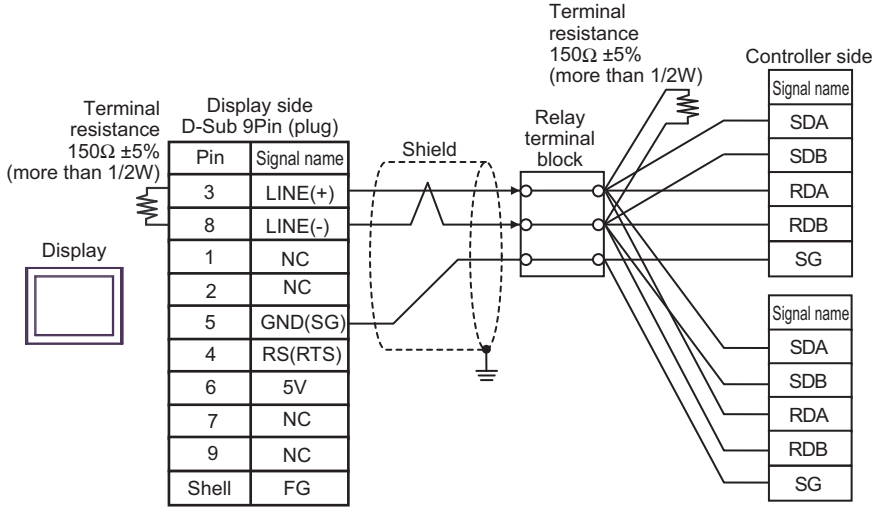 Terminal
resistance
150Ω ±5%
(more than 1/2W)
Controller side
Signal name
SDA
SDB
RDA
RDB
SG
Terminal
resistance
150Ω ±5%
(more than 1/2W)
Display side
D-Sub 9Pin (plug)
Pin Signal name
3 LINE(+)
8 LINE(-)
1 NC
2 NC
5 GND(SG)
4 RS(RTS)
6 5V
7 NC
9 NC
Shell FG
Display
Shield
Relay
terminal
block
Signal name
SDA
SDB
RDA
RDB
SG